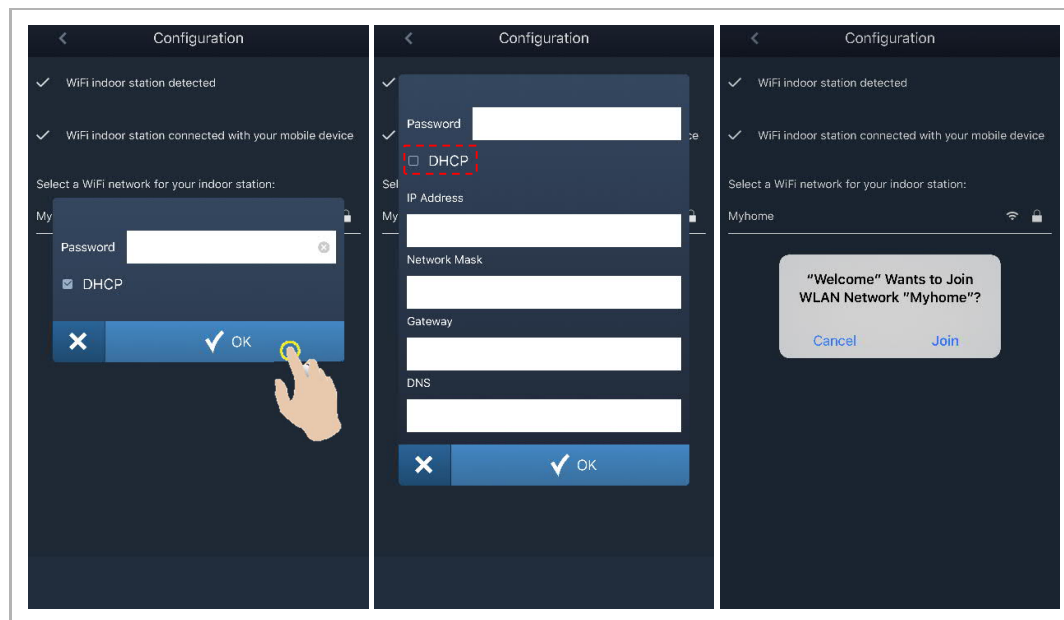 Configuration
WiFi indoor station detected
WiFi indoor station connected with your mobile device
Select a WiFi network for your indoor station:
My
Password
DHCP
OK
Configuration
Password
ce
DHCP
Sel
IP Address
My
Network Mask
Gateway
DNS
OK
Configuration
WiFi indoor station detected
WiFi indoor station connected with your mobile device
Select a WiFi network for your indoor station:
Myhome
"Welcome" Wants to Join
WLAN Network "Myhome"?
Cancel Join